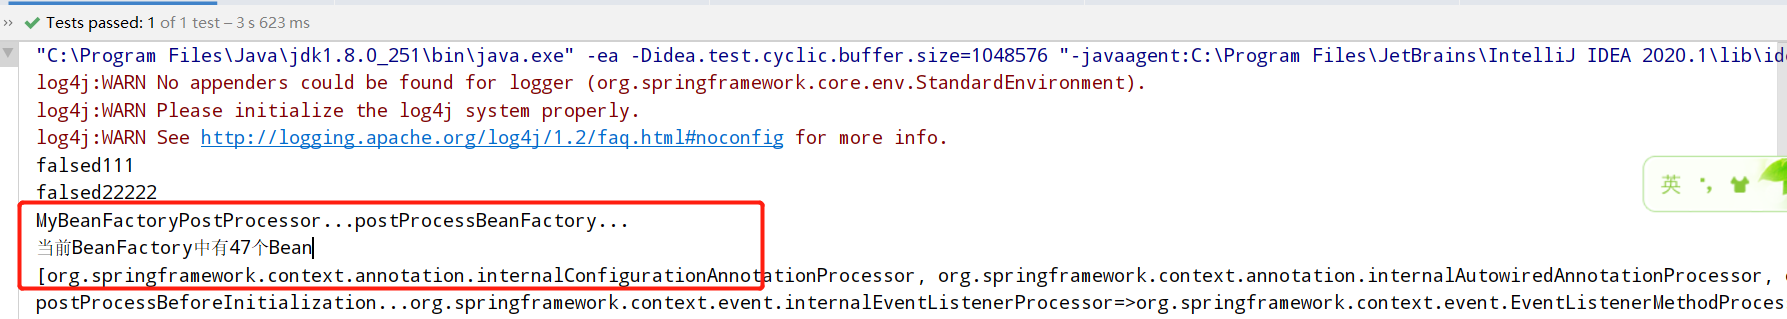 Tests passed: 1 of 1 test – 3 s 623 ms
"C:\Program Files\Java\jdk1.8.0_251\bin\java.exe" -ea -Didea.test.cyclic.buffer.size=1048576 "-javaagent:C:\Program Files\JetBrains\IntelliJ IDEA 2020.1\lib\ide
log4j:WARN No appenders could be found for logger (org.springframework.core.env.StandardEnvironment).
log4j:WARN Please initialize the log4j system properly.
log4j:WARN See http://logging.apache.org/log4j/1.2/faq.html#noconfig for more info.
falsed111
falsed22222
英
MyBeanFactoryPostProcessor...postProcessBeanFactory...
当前BeanFactory中有47个Bean
[org.springframework.context.annotation.internalConfigurationAnnotationProcessor, org.springframework.context.annotation.internalAutowiredAnnotationProcessor,
postProcessBeforeInitialization...org.springframework.context.event.internalEventListenerProcessor=>org.springframework.context.event.EventListenerMethodProces